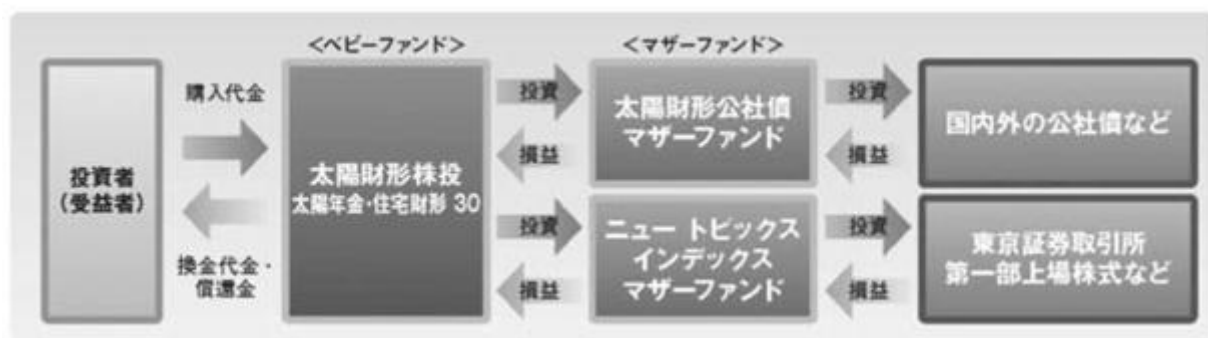 <ベビーファンド>
<マザーファンド>
投資者
(受益者)
購入代金
換金代金・
償還金
太陽財形株投
太陽年金・住宅財形 30
投資
損益
太陽財形公社債
マザーファンド
投資
損益
国内外の公社債など
投資
損益
ニュー トピックス
インデックス
マザーファンド
投資
損益
東京証券取引所
第一部上場株式など